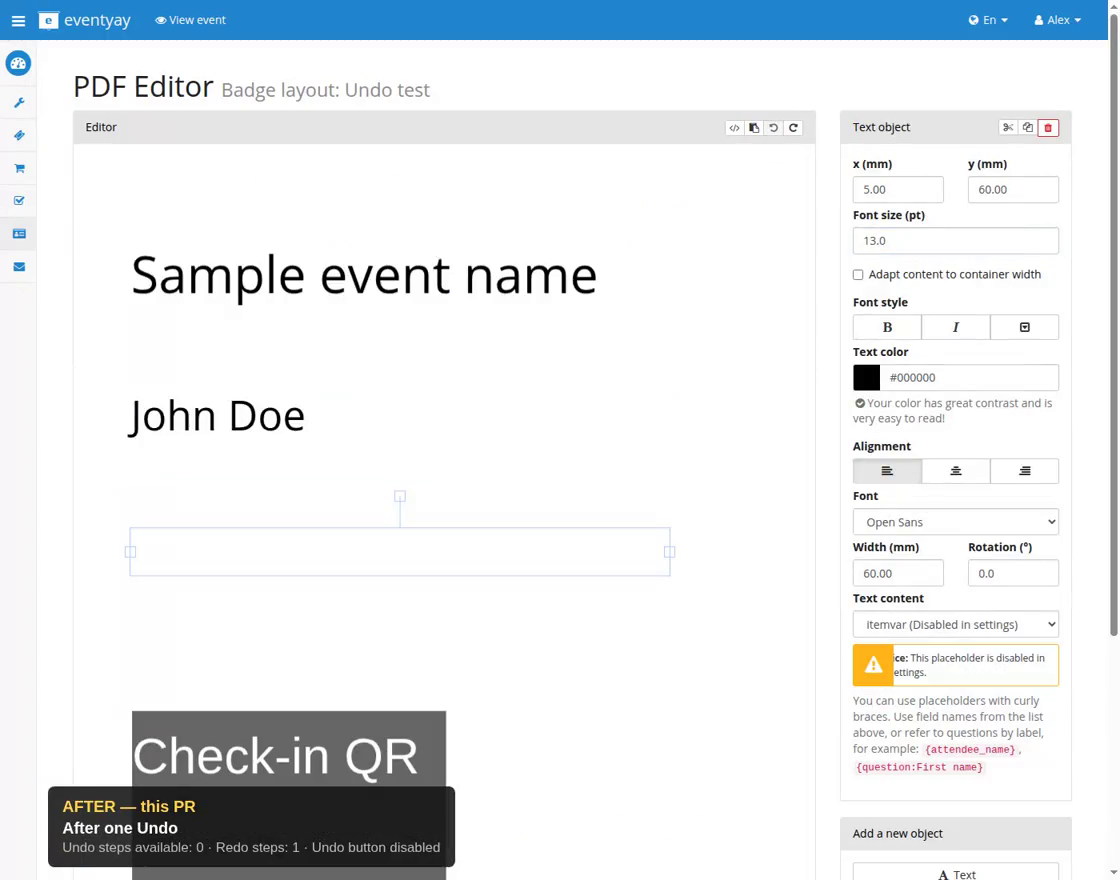 eventyay
View event
En
Alex
PDF Editor Badge layout: Undo test
Editor
Sample event name
John Doe
Check-in QR
AFTER — this PR
After one Undo
Undo steps available: 0 · Redo steps: 1 · Undo button disabled
Text object
x (mm) y (mm)
5.00 60.00
Font size (pt)
13.0
Adapt content to container width
Font style
B I
Text color
#000000
Your color has great contrast and is
very easy to read!
Alignment
Font
Open Sans
Width (mm) Rotation (°)
60.00 0.0
Text content
itemvar (Disabled in settings)
ice: This placeholder is disabled in
ettings.
You can use placeholders with curly
braces. Use field names from the list
above, or refer to questions by label,
for example: {attendee_name},
{question:First name}
Add a new object
A Text